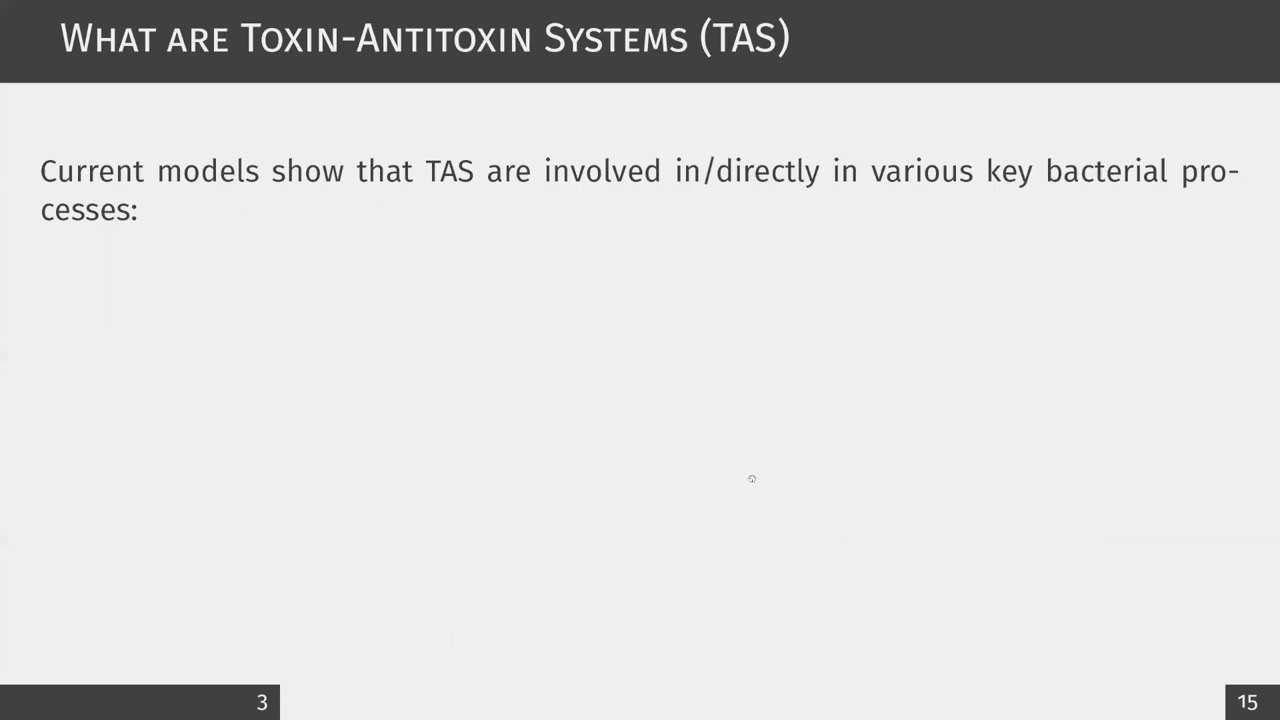 What are Toxin-Antitoxin Systems (TAS)
Current models show that TAS are involved in/directly in various key bacterial pro-
cesses:
3
15